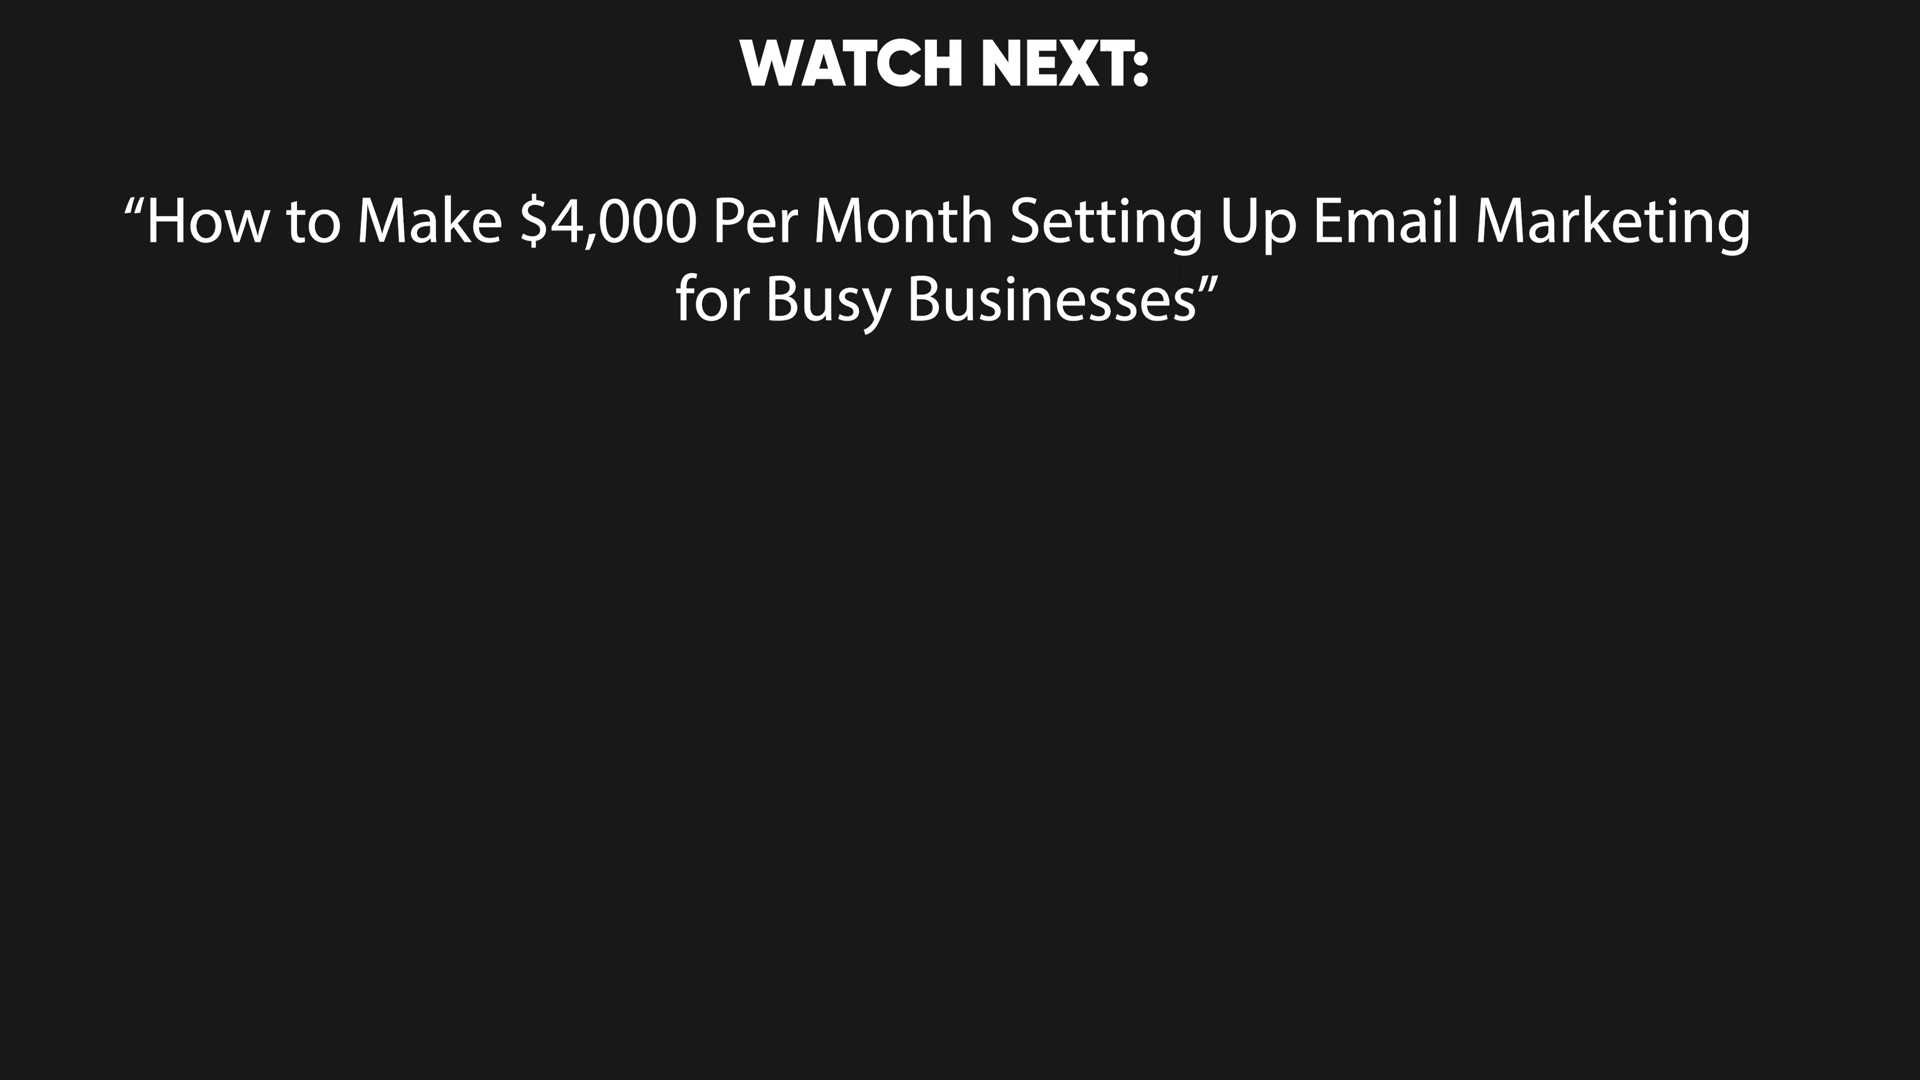 WATCH NEXT:
“How to Make $4,000 Per Month Setting Up Email Marketing
for Busy Businesses”